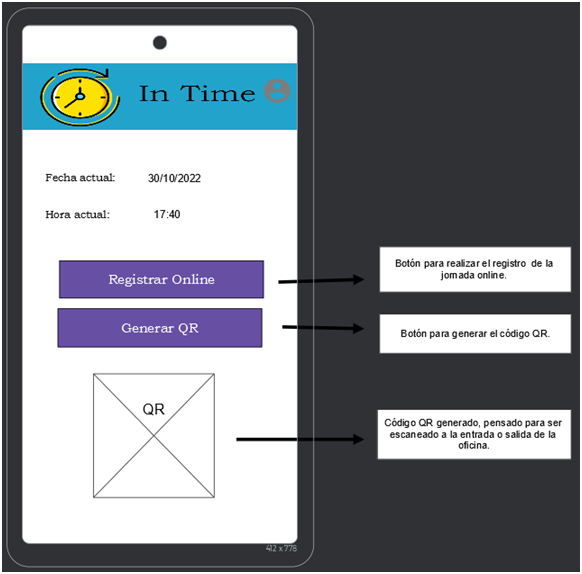 In Time
Fecha actual: 30/10/2022
Hora actual: 17:40
Registrar Online
Botón para realizar el registro de la
jornada online.
Generar QR
Botón para generar el código QR.
QR
Código QR generado, pensado para ser
escaneado a la entrada o salida de la
oficina.
412 x 778